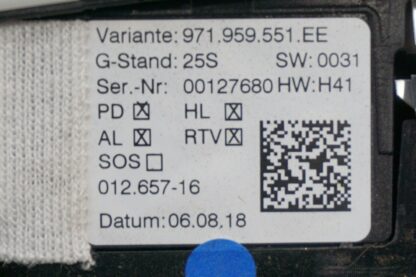 Variante: 971.959.551.EE
G-Stand: 25S SW: 0031
Ser.-Nr: 00127680 HW: H41
PD ☒ HL ☒
AL ☒ RTV ☒
SOS ☐
012.657-16
Datum: 06.08.18